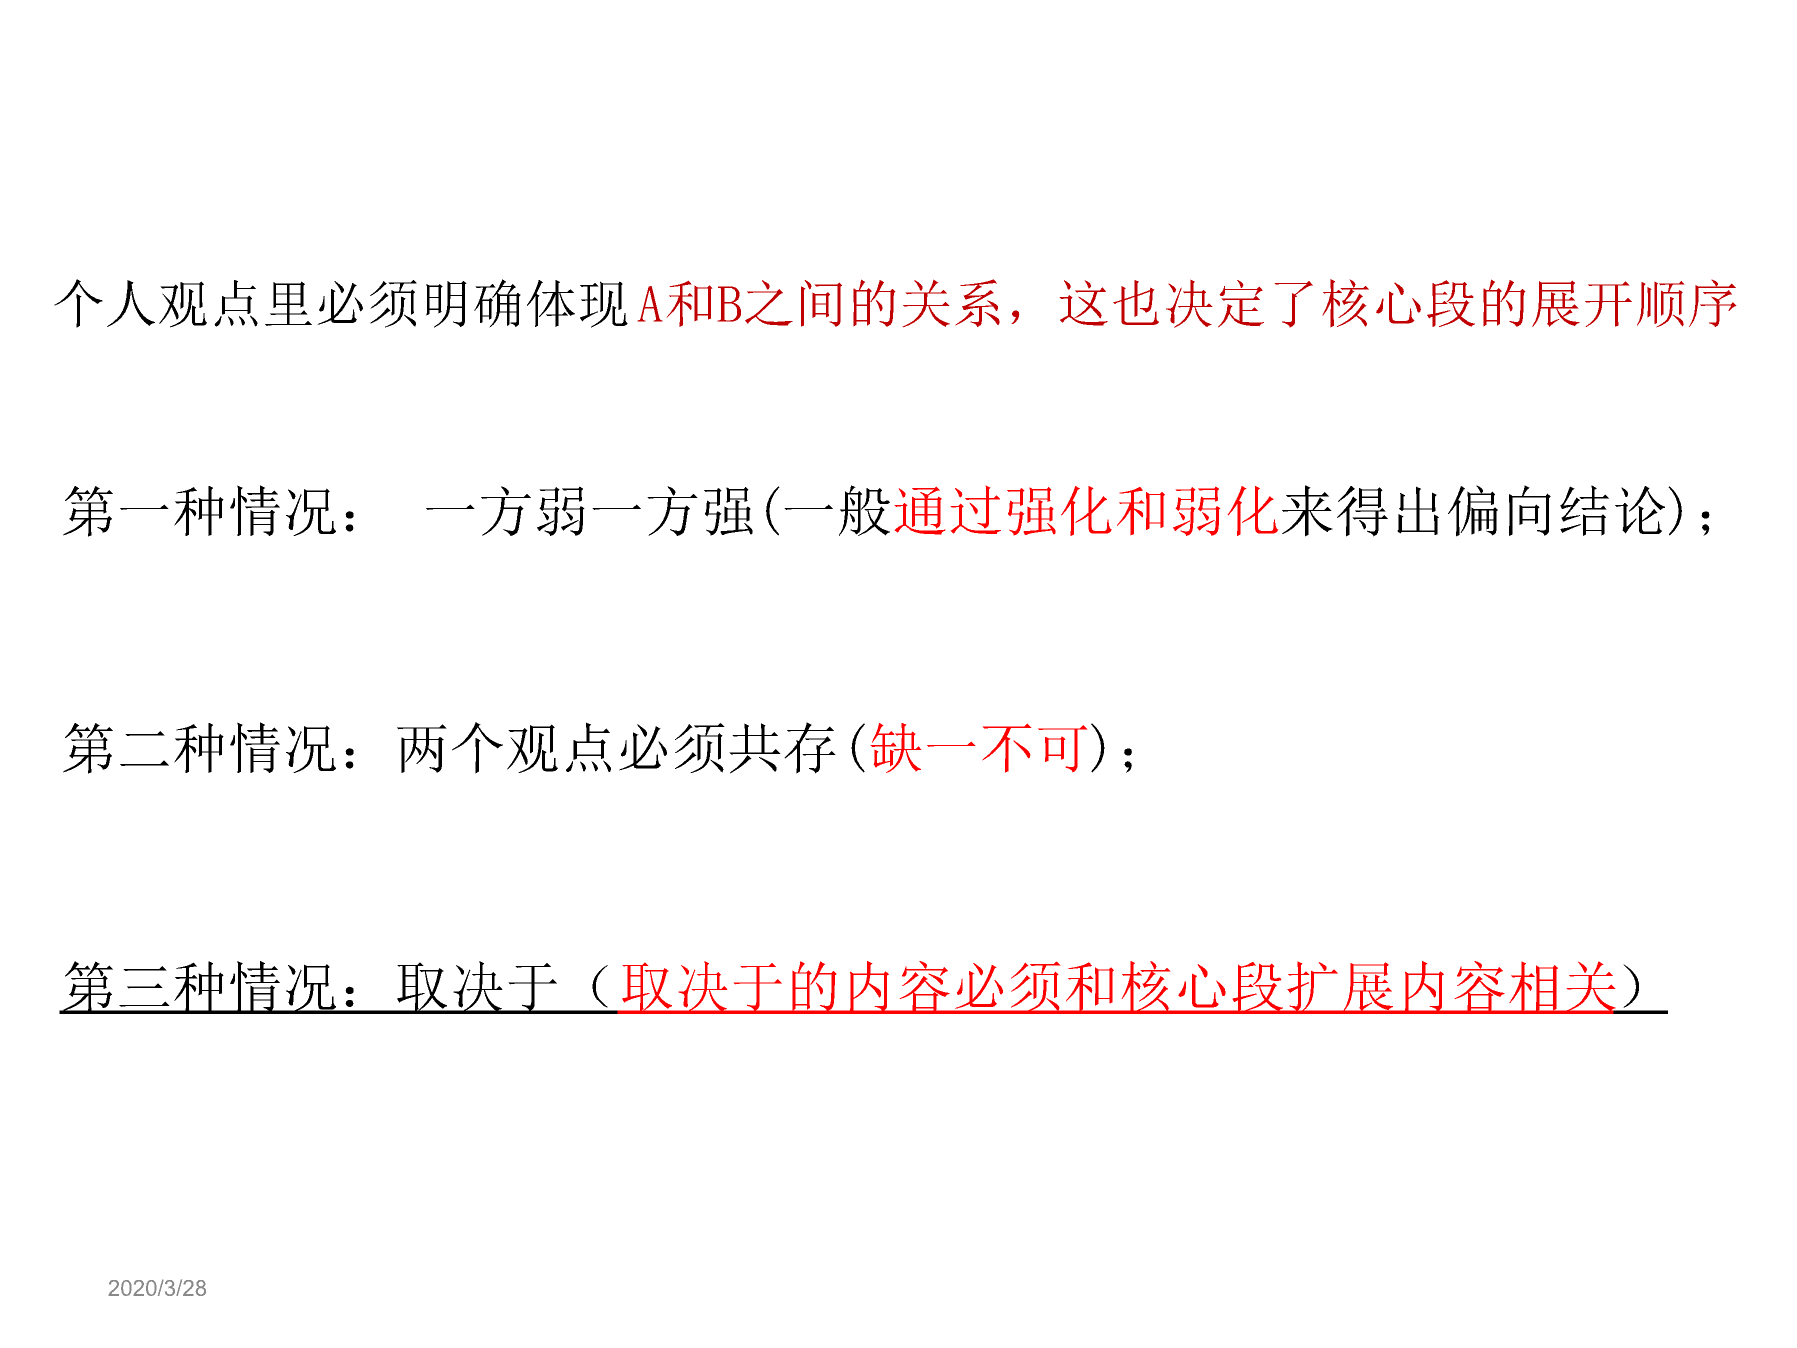 个人观点里必须明确体现A和B之间的关系，这也决定了核心段的展开顺序
第一种情况： 一方弱一方强(一般通过强化和弱化来得出偏向结论)；
第二种情况：两个观点必须共存(缺一不可)；
第三种情况：取决于（取决于的内容必须和核心段扩展内容相关）
2020/3/28